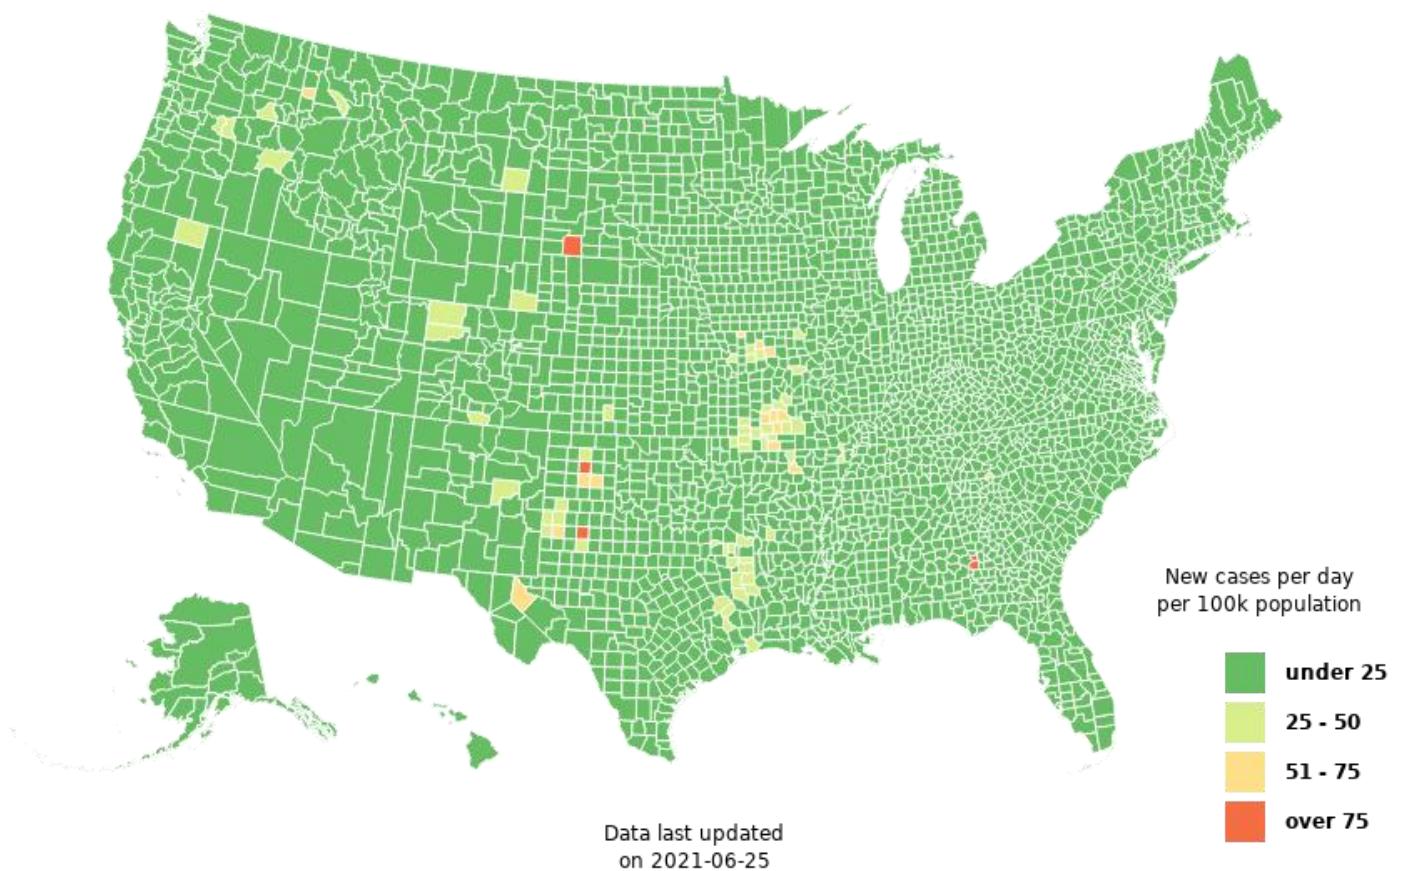 New cases per day
per 100k population
under 25
25 - 50
51 - 75
over 75
Data last updated
on 2021-06-25